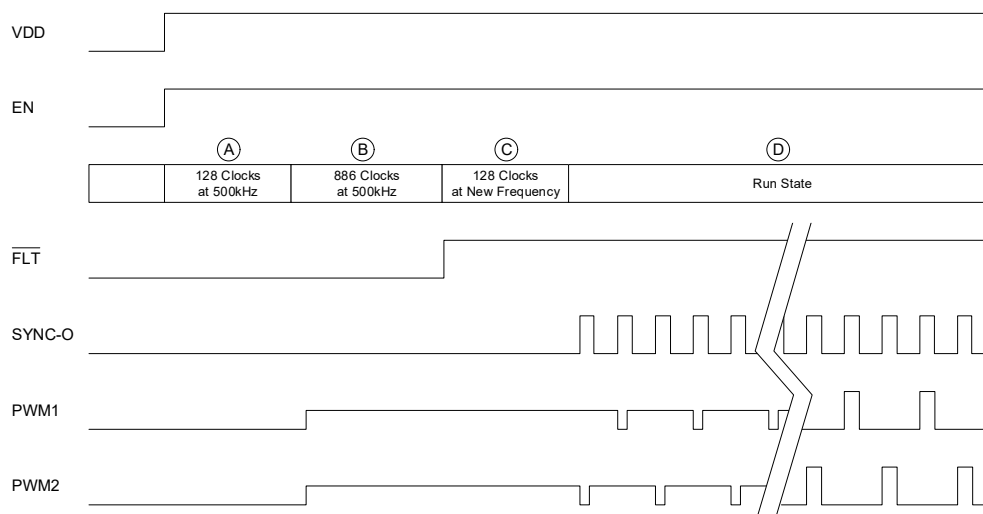 VDD
EN
A
B
C
D
128 Clocks
at 500kHz
886 Clocks
at 500kHz
128 Clocks
at New Frequency
Run State
FLT
SYNC-O
PWM1
PWM2